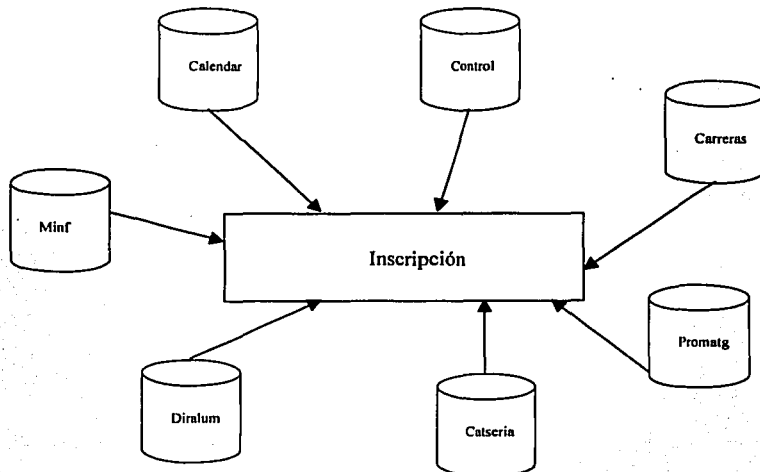 Calendar
Control
Carreras
Minf
Inscripción
Promatg
Diralum
Catseria